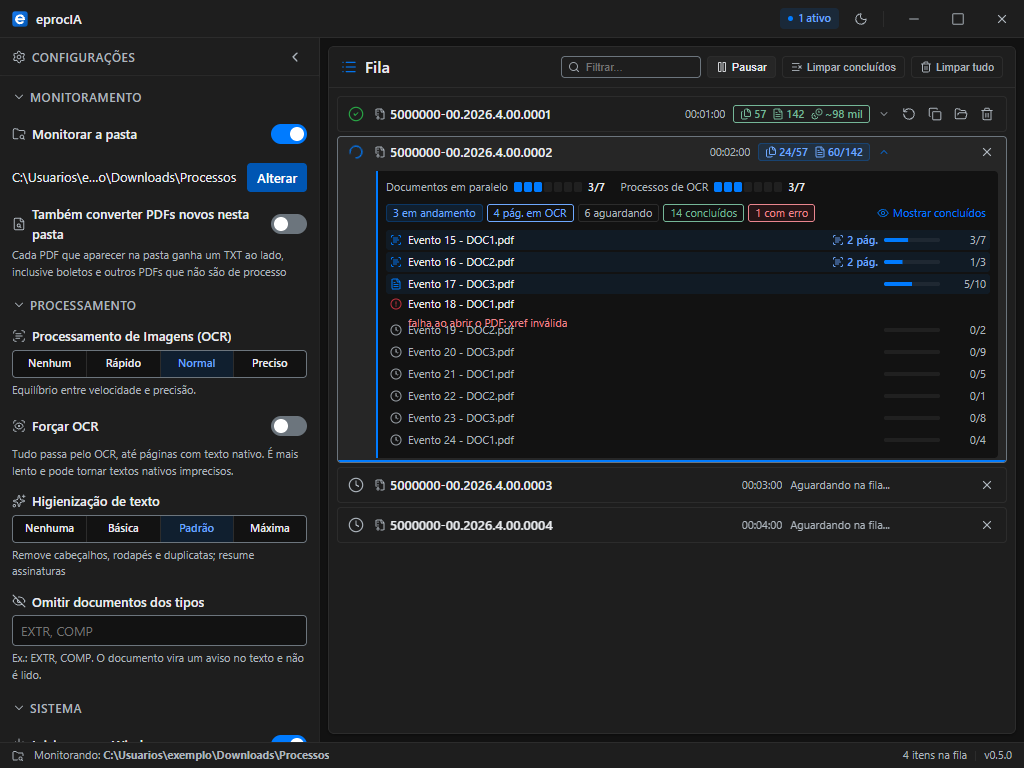 eprocIA
1 ativo
CONFIGURAÇÕES
MONITORAMENTO
Monitorar a pasta
C:\Usuarios\e...o\Downloads\Processos
Alterar
Também converter PDFs novos nesta
pasta
Cada PDF que aparecer na pasta ganha um TXT ao lado,
inclusive boletos e outros PDFs que não são de processo
PROCESSAMENTO
Processamento de Imagens (OCR)
Nenhum Rápido Normal Preciso
Equilíbrio entre velocidade e precisão.
Forçar OCR
Tudo passa pelo OCR, até páginas com texto nativo. É mais
lento e pode tornar textos nativos imprecisos.
Higienização de texto
Nenhuma Básica Padrão Máxima
Remove cabeçalhos, rodapés e duplicatas; resume
assinaturas
Omitir documentos dos tipos
EXTR, COMP
Ex.: EXTR, COMP. O documento vira um aviso no texto e não
é lido.
SISTEMA
Fila
Filtrar...
Pausar
Limpar concluídos
Limpar tudo
5000000-00.2026.4.00.0001 00:01:00 57 142 ~98 mil
5000000-00.2026.4.00.0002 00:02:00 24/57 60/142
Documentos em paralelo 3/7 Processos de OCR 3/7
3 em andamento 4 pág. em OCR 6 aguardando 14 concluídos 1 com erro Mostrar concluídos
Evento 15 - DOC1.pdf 2 pág. 3/7
Evento 16 - DOC2.pdf 2 pág. 1/3
Evento 17 - DOC3.pdf 5/10
Evento 18 - DOC1.pdf
falha ao abrir o PDF: xref inválida
Evento 19 - DOC2.pdf 0/2
Evento 20 - DOC3.pdf 0/9
Evento 21 - DOC1.pdf 0/5
Evento 22 - DOC2.pdf 0/1
Evento 23 - DOC3.pdf 0/8
Evento 24 - DOC1.pdf 0/4
5000000-00.2026.4.00.0003 00:03:00 Aguardando na fila...
5000000-00.2026.4.00.0004 00:04:00 Aguardando na fila...
Monitorando: C:\Usuarios\exemplo\Downloads\Processos
4 itens na fila
v0.5.0